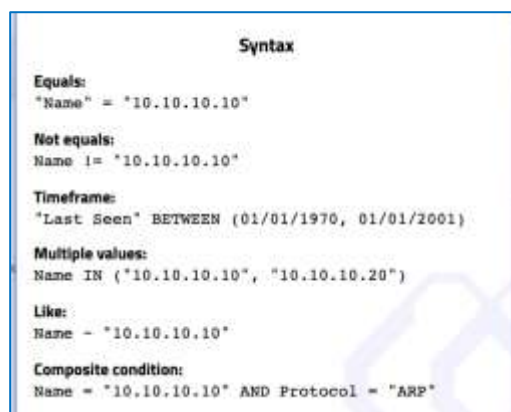 Syntax
Equals:
"Name" = "10.10.10.10"
Not equals:
Name != "10.10.10.10"
Timeframe:
"Last Seen" BETWEEN (01/01/1970, 01/01/2001)
Multiple values:
Name IN ("10.10.10.10", "10.10.10.20")
Like:
Name ~ "10.10.10.10"
Composite condition:
Name = "10.10.10.10" AND Protocol = "ARP"